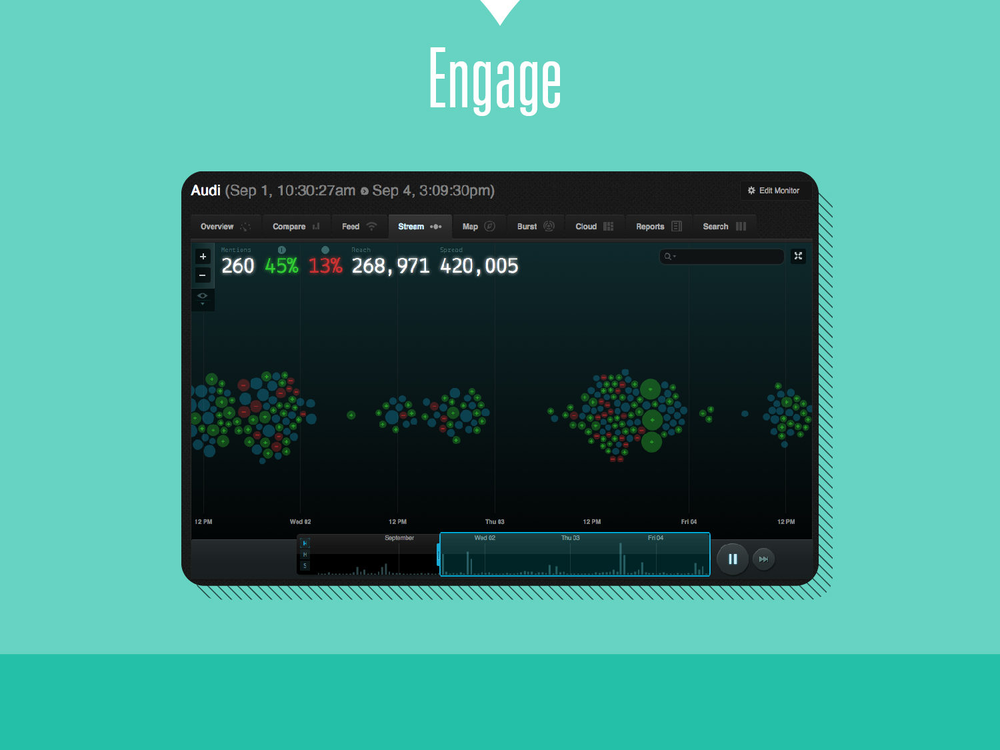 Engage
Audi (Sep 1, 10:30:27am › Sep 4, 3:09:30pm)
Edit Monitor
Overview Compare Feed Stream Map Burst Cloud Reports Search
Mentions Reach Spread
260 45% 13% 268,971 420,005
12 PM Wed 02 12 PM Thu 03 12 PM Fri 04 12 PM
September Wed 02 Thu 03 Fri 04
H
M
S